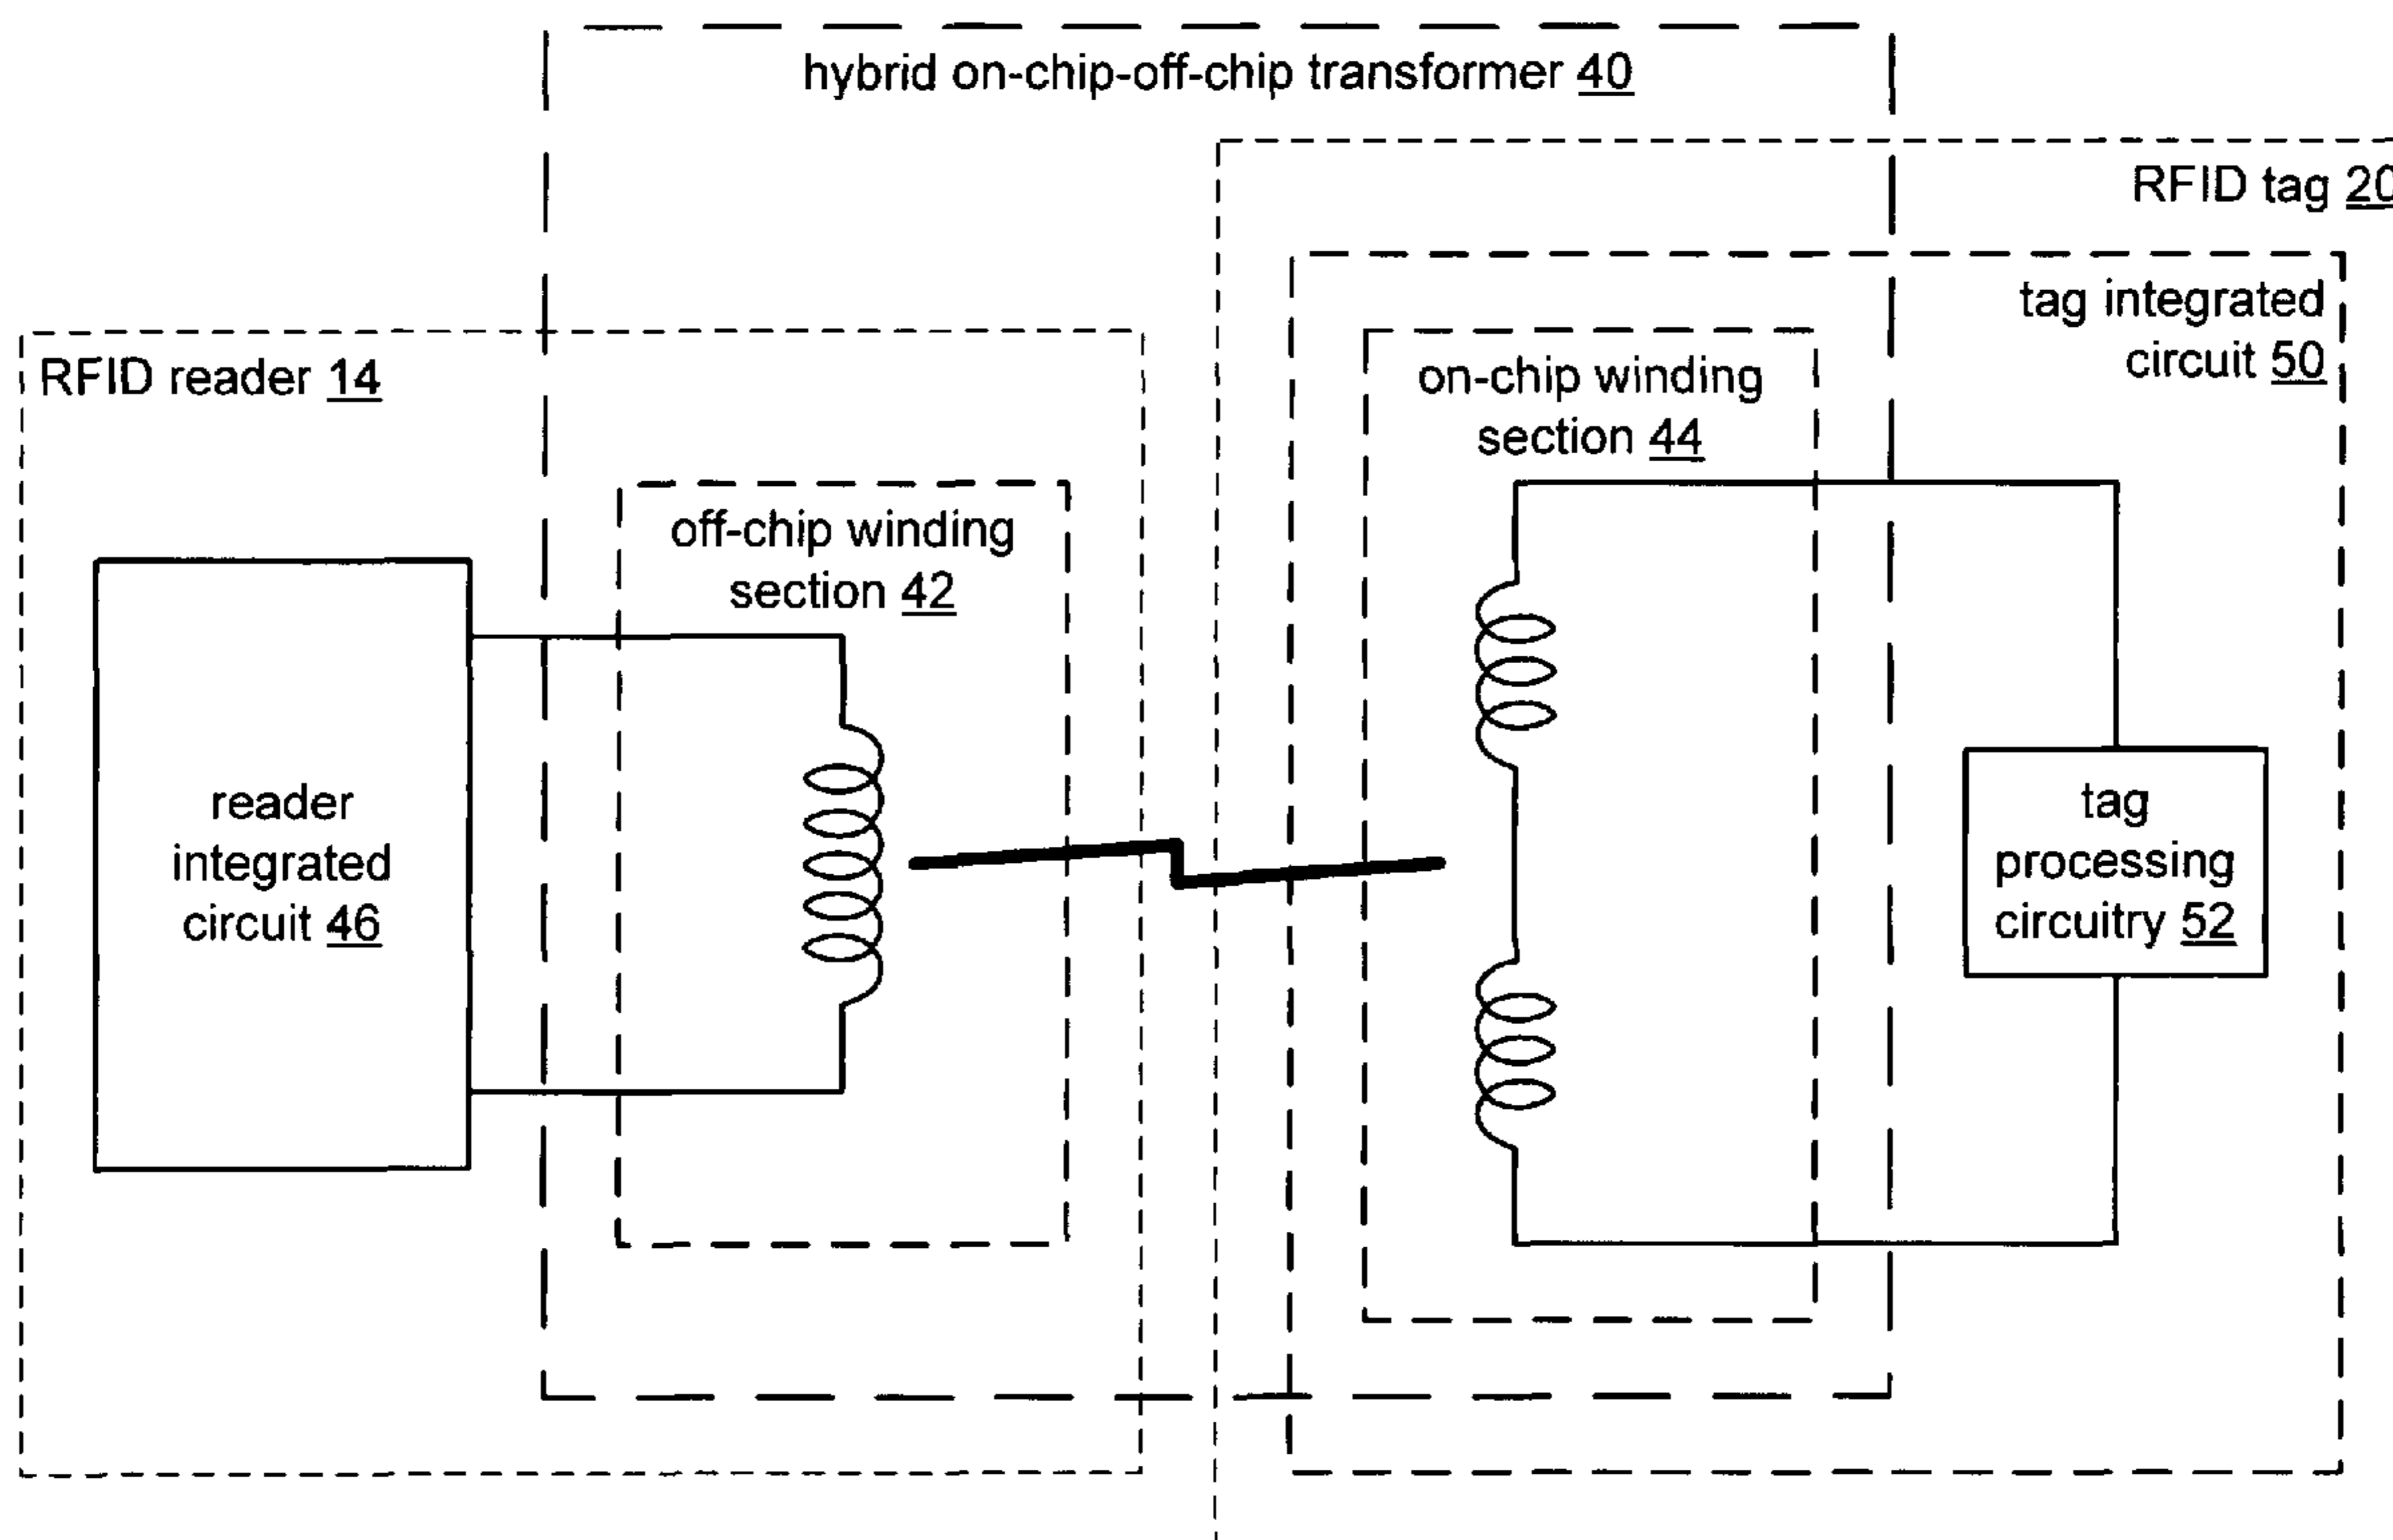 hybrid on-chip-off-chip transformer 40
RFID tag 20
tag integrated
circuit 50
RFID reader 14
on-chip winding
section 44
off-chip winding
section 42
reader
integrated
circuit 46
tag
processing
circuitry 52